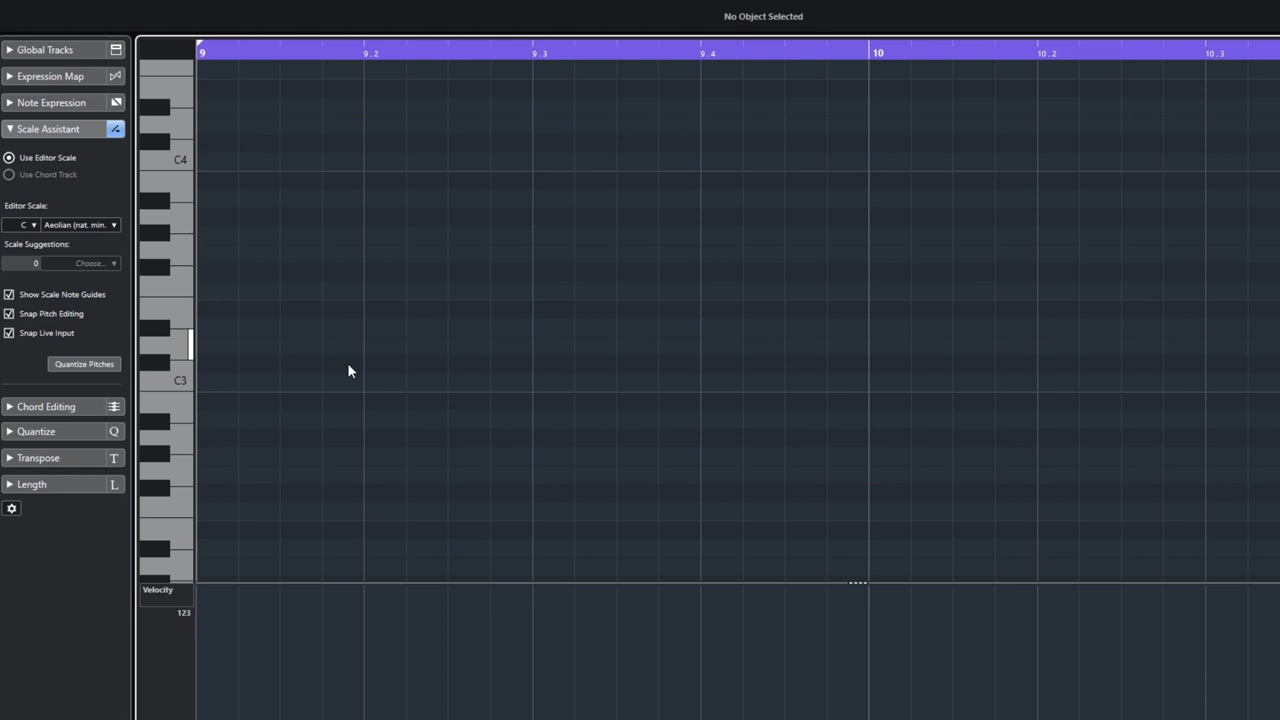 No Object Selected
Global Tracks
9 9.2 9.3 9.4 10 10.2 10.3
Expression Map
Note Expression
Scale Assistant
Use Editor Scale
C4
Use Chord Track
Editor Scale:
C Aeolian (nat. min.
Scale Suggestions:
0 Choose...
Show Scale Note Guides
Snap Pitch Editing
Snap Live Input
Quantize Pitches
C3
Chord Editing
Quantize Q
Transpose T
Length L
Velocity
123